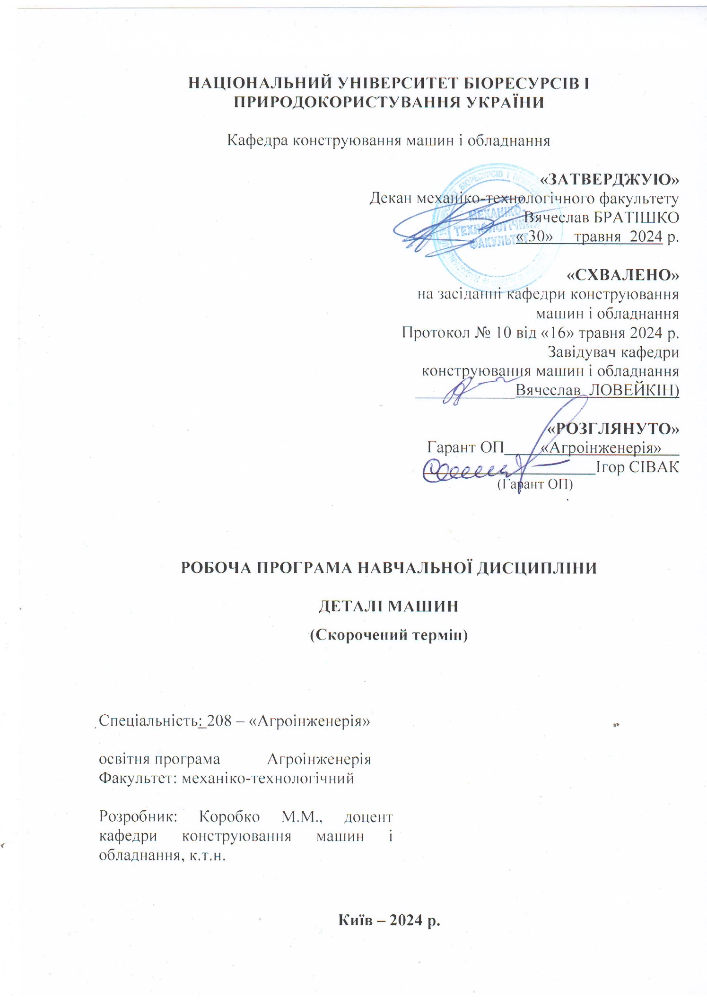 НАЦІОНАЛЬНИЙ УНІВЕРСИТЕТ БІОРЕСУРСІВ І
ПРИРОДОКОРИСТУВАННЯ УКРАЇНИ
Кафедра конструювання машин і обладнання
«ЗАТВЕРДЖУЮ»
Декан механіко-технологічного факультету
Вячеслав БРАТІШКО
«30» травня 2024 р.
МЕХАНІКО-
ТЕХНОЛОГІЧНИЙ
ФАКУЛЬТЕТ
«СХВАЛЕНО»
на засіданні кафедри конструювання
машин і обладнання
Протокол № 10 від «16» травня 2024 р.
Завідувач кафедри
конструювання машин і обладнання
Вячеслав ЛОВЕЙКІН)
«РОЗГЛЯНУТО»
Гарант ОП «Агроінженерія»
Ігор СІВАК
(Гарант ОП)
РОБОЧА ПРОГРАМА НАВЧАЛЬНОЇ ДИСЦИПЛІНИ
ДЕТАЛІ МАШИН
(Скорочений термін)
Спеціальність: 208 – «Агроінженерія»
освітня програма Агроінженерія
Факультет: механіко-технологічний
Розробник: Коробко М.М., доцент
кафедри конструювання машин і
обладнання, к.т.н.
Київ – 2024 р.